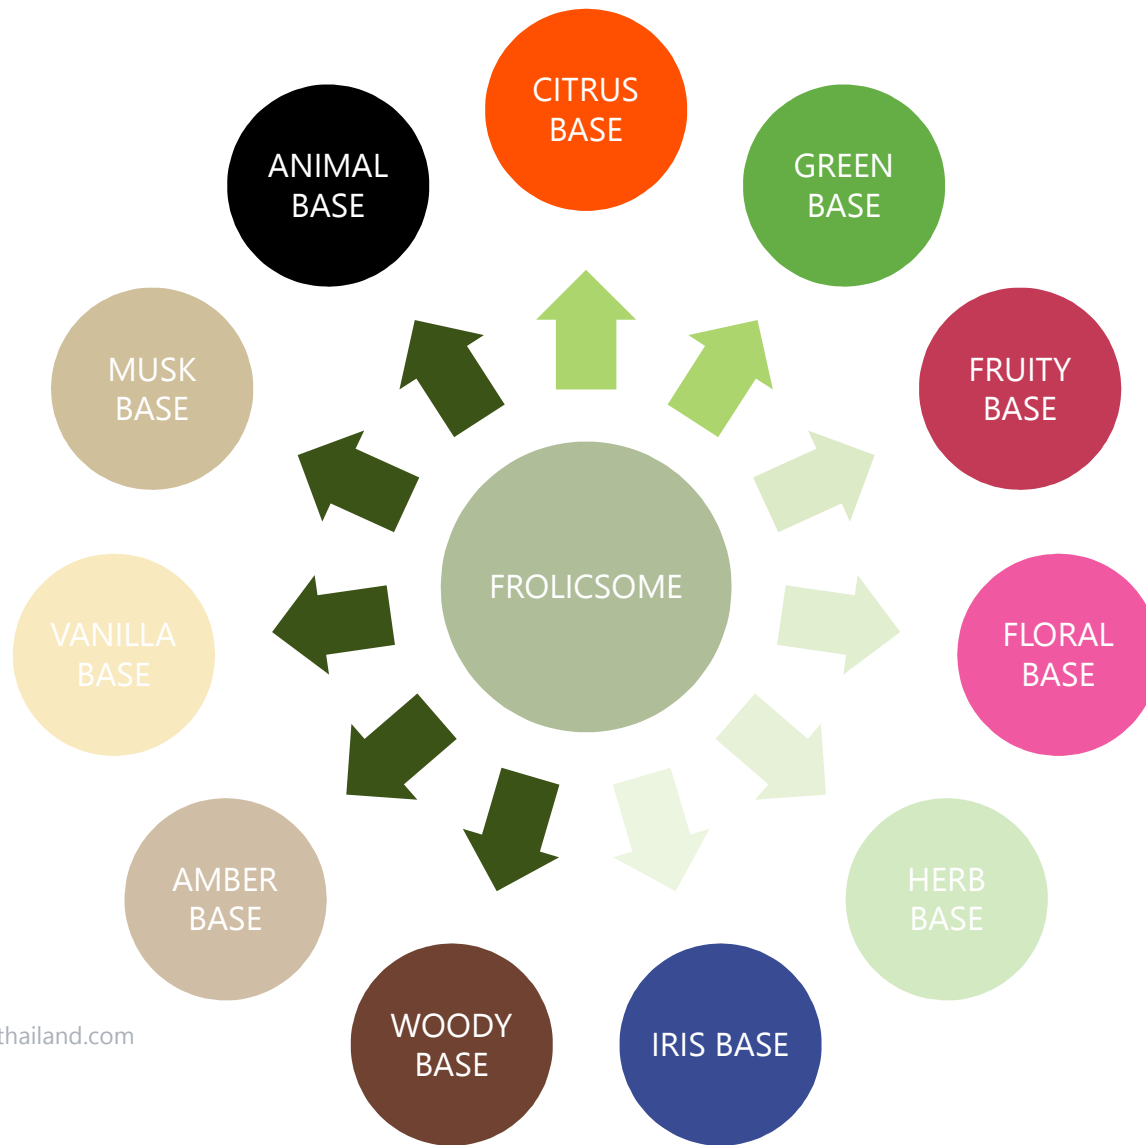 CITRUS
BASE
GREEN
BASE
FRUITY
BASE
FLORAL
BASE
HERB
BASE
IRIS BASE
WOODY
BASE
AMBER
BASE
VANILLA
BASE
MUSK
BASE
ANIMAL
BASE
FROLICSOME
thailand.com